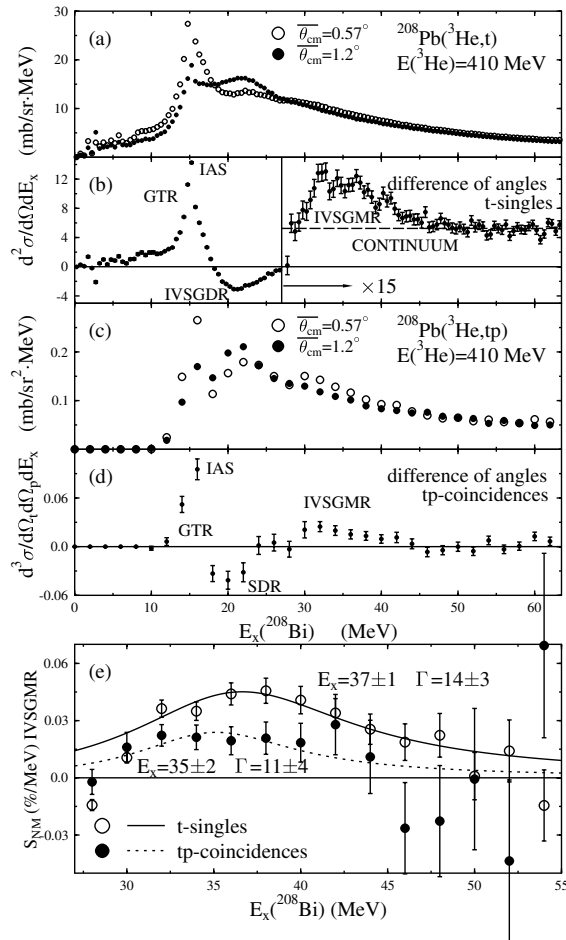 30
(a)
θcm=0.57°
θcm=1.2°
²⁰⁸Pb(³He,t)
E(³He)=410 MeV
20
10
(mb/sr·MeV)
12
(b)
IAS
GTR
difference of angles
t-singles
8
IVSGMR
4
CONTINUUM
0
-4
IVSGDR
×15
d²σ/dΩdEx
(c)
θcm=0.57°
θcm=1.2°
²⁰⁸Pb(³He,tp)
E(³He)=410 MeV
0.2
0.1
(mb/sr²·MeV)
(d)
IAS
difference of angles
tp-coincidences
0.06
IVSGMR
GTR
0.0
SDR
-0.06
d³σ/dΩtdΩpdEx
0 10 20 30 40 50 60
Ex(²⁰⁸Bi) (MeV)
(e)
0.06
Ex=37±1 Γ=14±3
0.03
Ex=35±2 Γ=11±4
0.0
-0.03
t-singles
tp-coincidences
SNM (%/MeV) IVSGMR
30 35 40 45 50 55
Ex(²⁰⁸Bi) (MeV)